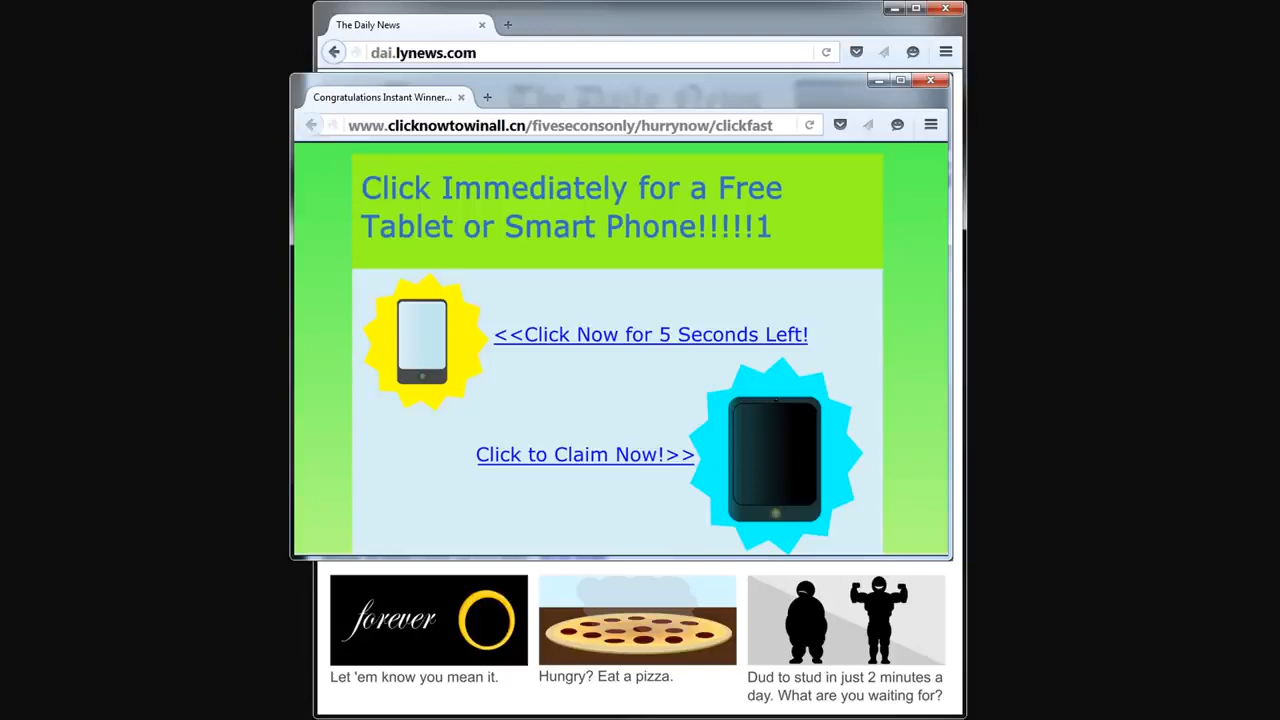 The Daily News
dai.lynews.com
Congratulations Instant Winner...
The Daily News
www.clicknowtowinall.cn/fiveseconsonly/hurrynow/clickfast
Click Immediately for a Free
Tablet or Smart Phone!!!!!1
<<Click Now for 5 Seconds Left!
Click to Claim Now!>>
forever
Let 'em know you mean it.
Hungry? Eat a pizza.
Dud to stud in just 2 minutes a
day. What are you waiting for?